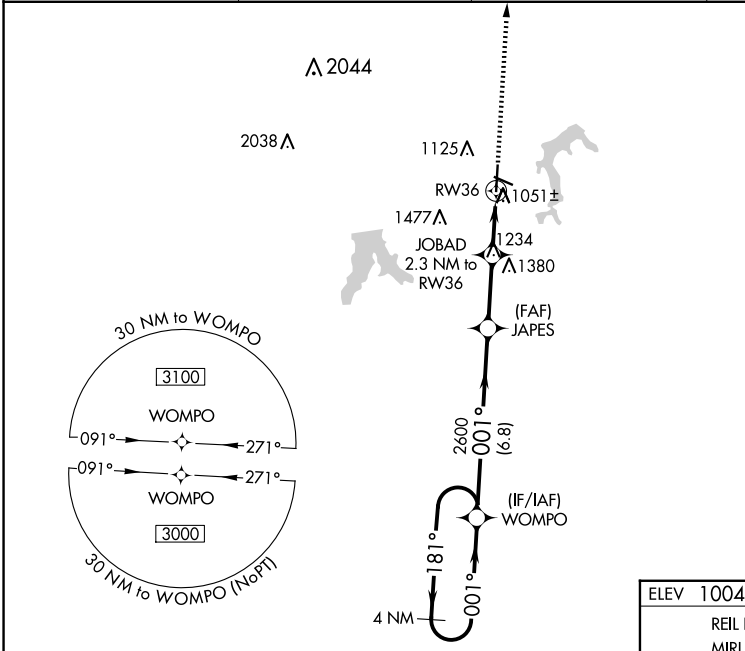 2044
2038
1125
RW36
1051±
1477
JOBAD
2.3 NM to
RW36
1234
1380
(FAF)
JAPES
30 NM to WOMPO
3100
WOMPO
091°
271°
091°
271°
WOMPO
3000
30 NM to WOMPO (NoPT)
2600
001°
(6.8)
(IF/IAF)
WOMPO
181°
001°
4 NM
ELEV 1004
REIL
MIRL